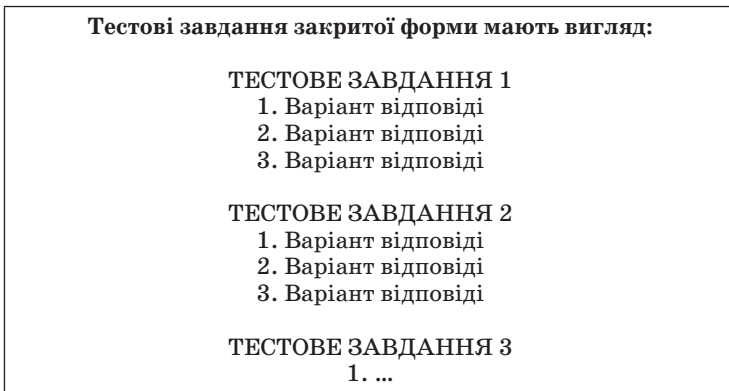 Тестові завдання закритої форми мають вигляд:
ТЕСТОВЕ ЗАВДАННЯ 1
1. Варіант відповіді
2. Варіант відповіді
3. Варіант відповіді
ТЕСТОВЕ ЗАВДАННЯ 2
1. Варіант відповіді
2. Варіант відповіді
3. Варіант відповіді
ТЕСТОВЕ ЗАВДАННЯ 3
1. ...